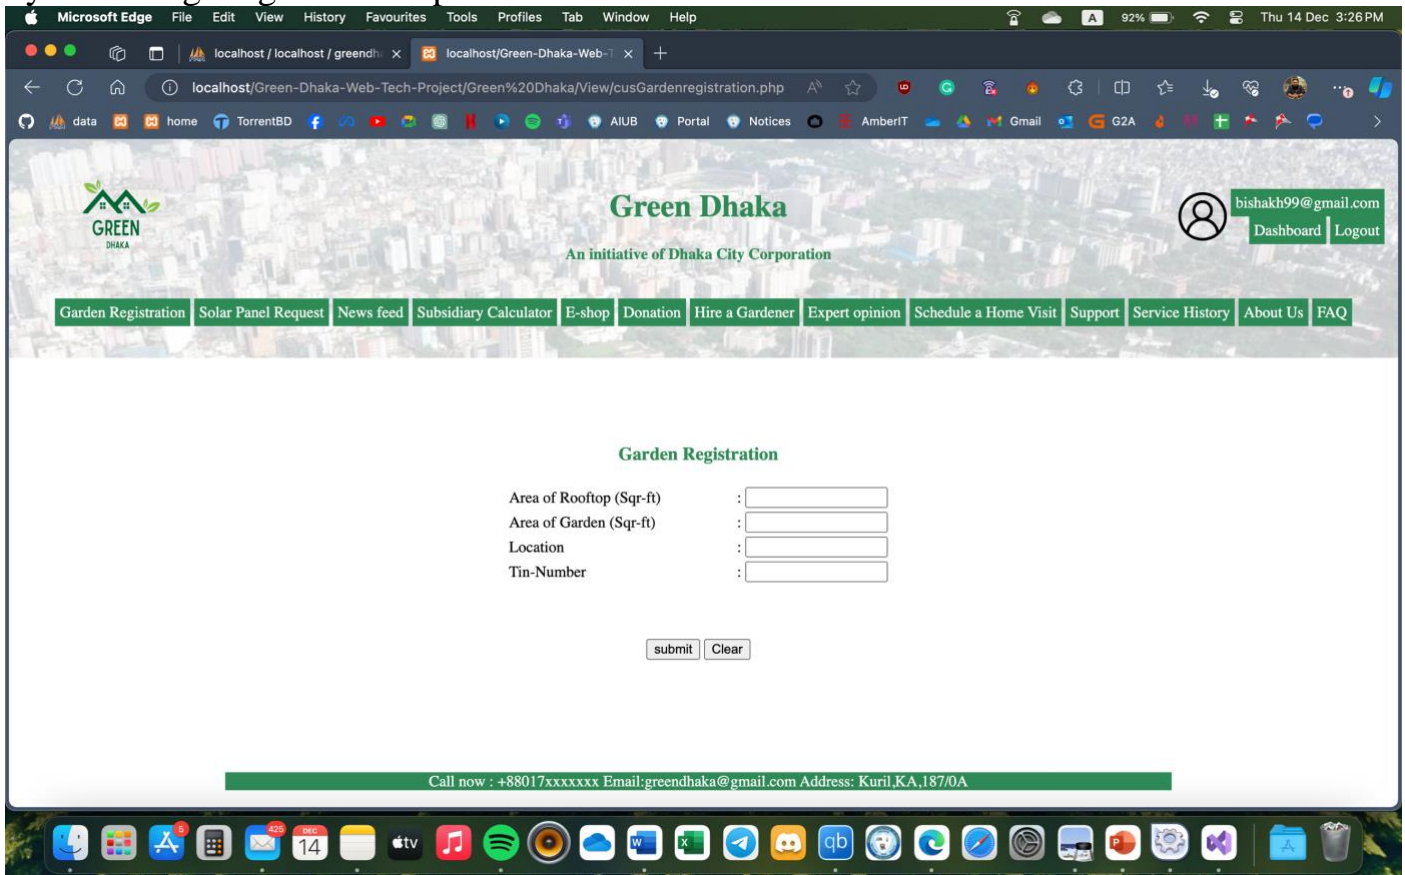 Microsoft Edge File Edit View History Favourites Tools Profiles Tab Window Help A 92% Thu 14 Dec 3:26 PM
localhost / localhost / greendh localhost/Green-Dhaka-Web-T
localhost/Green-Dhaka-Web-Tech-Project/Green%20Dhaka/View/cusGardenregistration.php
data home TorrentBD AIUB Portal Notices AmberIT Gmail G2A
GREEN
DHAKA
Green Dhaka
An initiative of Dhaka City Corporation
bishakh99@gmail.com
Dashboard Logout
Garden Registration Solar Panel Request News feed Subsidiary Calculator E-shop Donation Hire a Gardener Expert opinion Schedule a Home Visit Support Service History About Us FAQ
Garden Registration
Area of Rooftop (Sqr-ft) :
Area of Garden (Sqr-ft) :
Location :
Tin-Number :
submit Clear
Call now : +88017xxxxxxx Email:greendhaka@gmail.com Address: Kuril,KA,187/0A
5 425 DEC
14 tv W X qb P